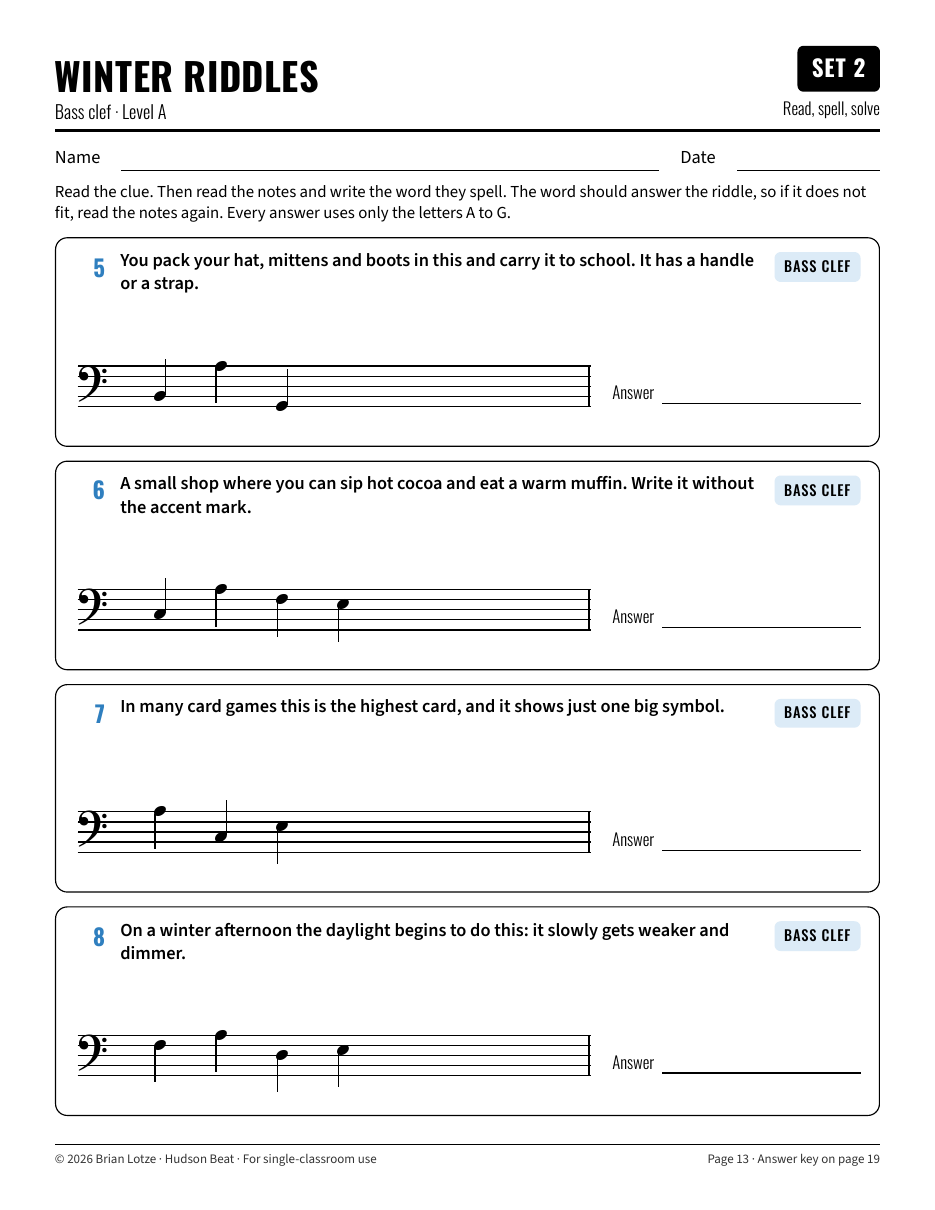 WINTER RIDDLES
SET 2
Bass clef · Level A
Read, spell, solve
Name
Date
Read the clue. Then read the notes and write the word they spell. The word should answer the riddle, so if it does not
fit, read the notes again. Every answer uses only the letters A to G.
5
You pack your hat, mittens and boots in this and carry it to school. It has a handle
or a strap.
BASS CLEF
Answer
6
A small shop where you can sip hot cocoa and eat a warm muffin. Write it without
the accent mark.
BASS CLEF
Answer
7
In many card games this is the highest card, and it shows just one big symbol.
BASS CLEF
Answer
8
On a winter afternoon the daylight begins to do this: it slowly gets weaker and
dimmer.
BASS CLEF
Answer
© 2026 Brian Lotze · Hudson Beat · For single-classroom use
Page 13 · Answer key on page 19